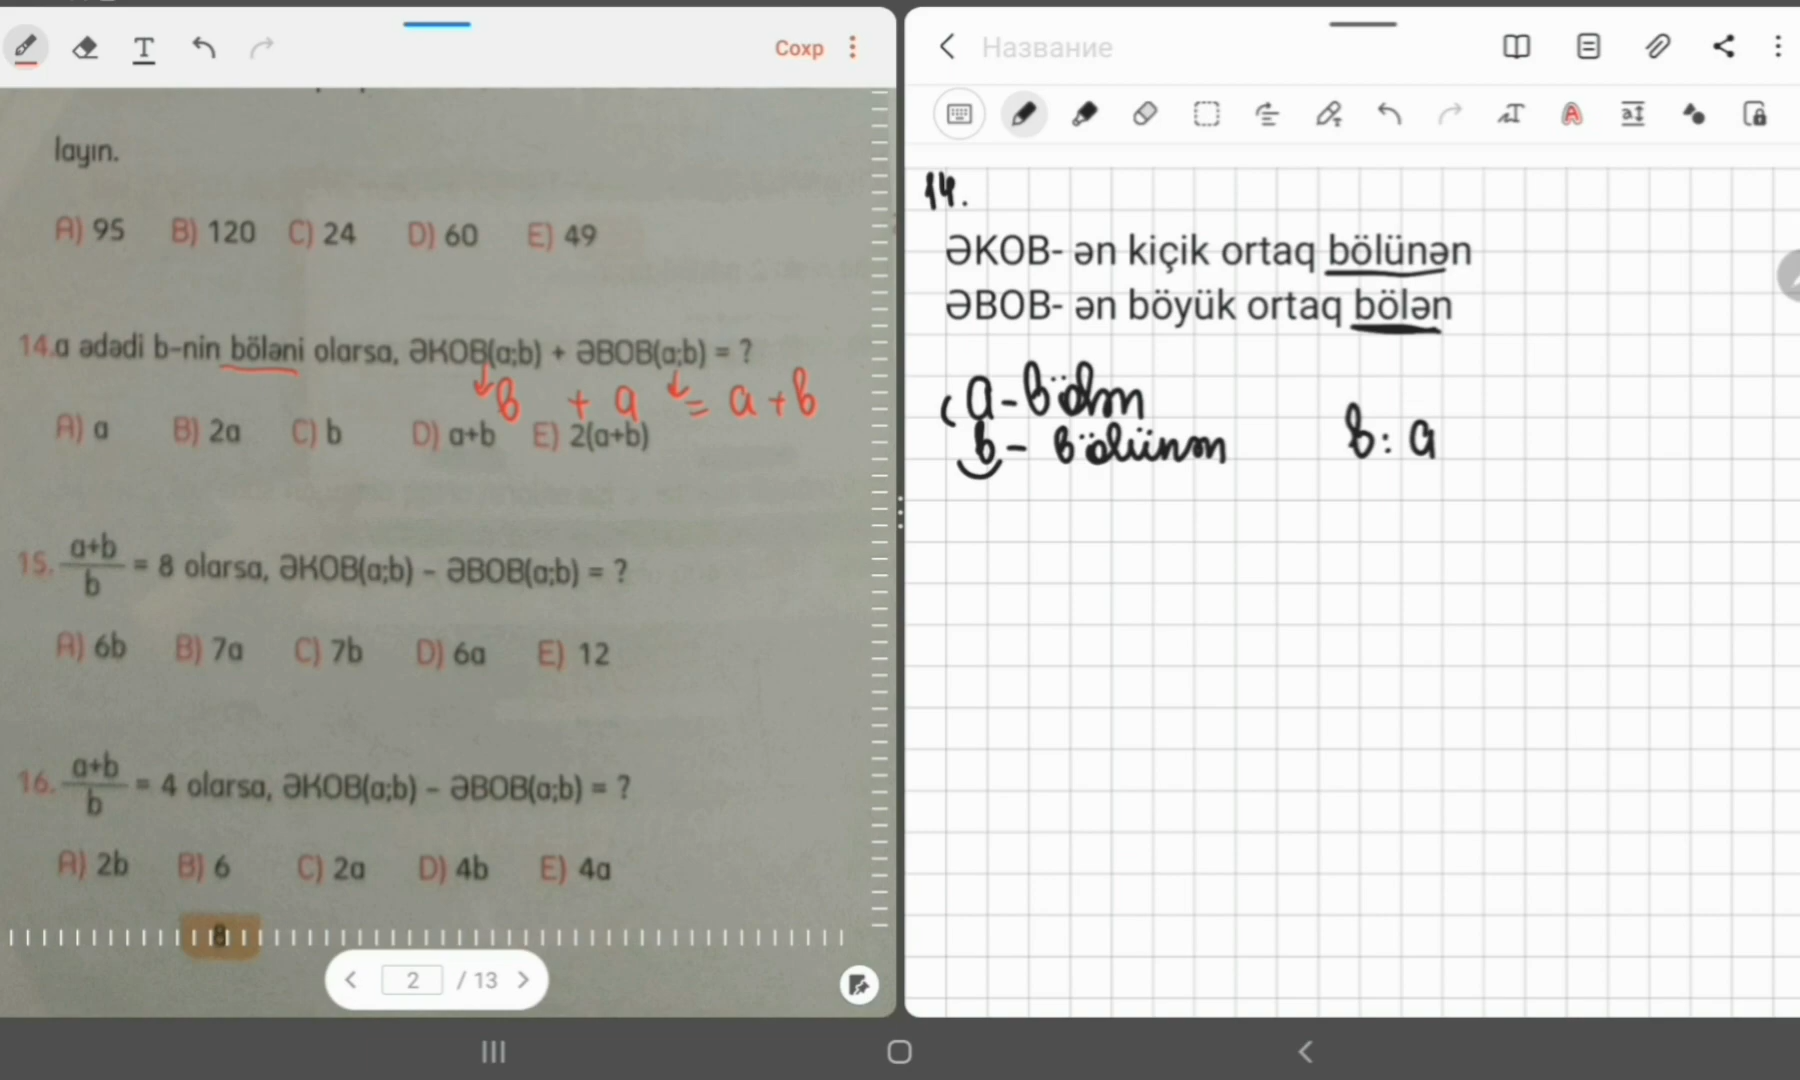 Сохр
layın.
A) 95 B) 120 C) 24 D) 60 E) 49
14.a ədədi b-nin böləni olarsa, ƏKOB(a;b) + ƏBOB(a;b) = ?
b + a = a + b
A) a B) 2a C) b D) a+b E) 2(a+b)
15. a+b/b = 8 olarsa, ƏKOB(a;b) - ƏBOB(a;b) = ?
A) 6b B) 7a C) 7b D) 6a E) 12
16. a+b/b = 4 olarsa, ƏKOB(a;b) - ƏBOB(a;b) = ?
A) 2b B) 6 C) 2a D) 4b E) 4a
8
2 / 13
Название
14.
ƏKOB- ən kiçik ortaq bölünən
ƏBOB- ən böyük ortaq bölən
a - bölən
b - bölünən b : a